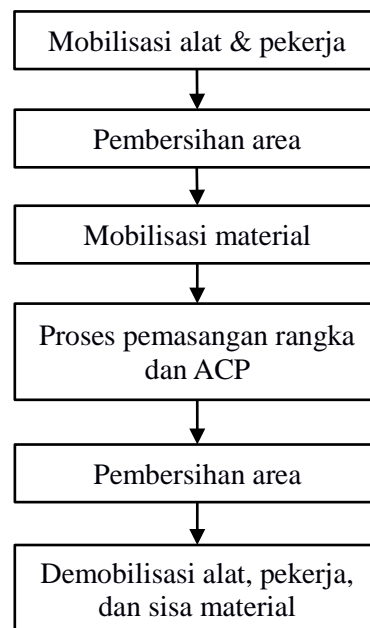 Mobilisasi alat & pekerja
Pembersihan area
Mobilisasi material
Proses pemasangan rangka
dan ACP
Pembersihan area
Demobilisasi alat, pekerja,
dan sisa material